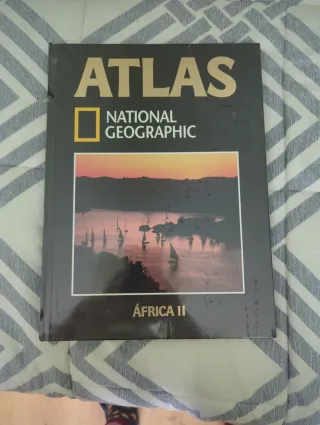 ATLAS
NATIONAL
GEOGRAPHIC
ÁFRICA II